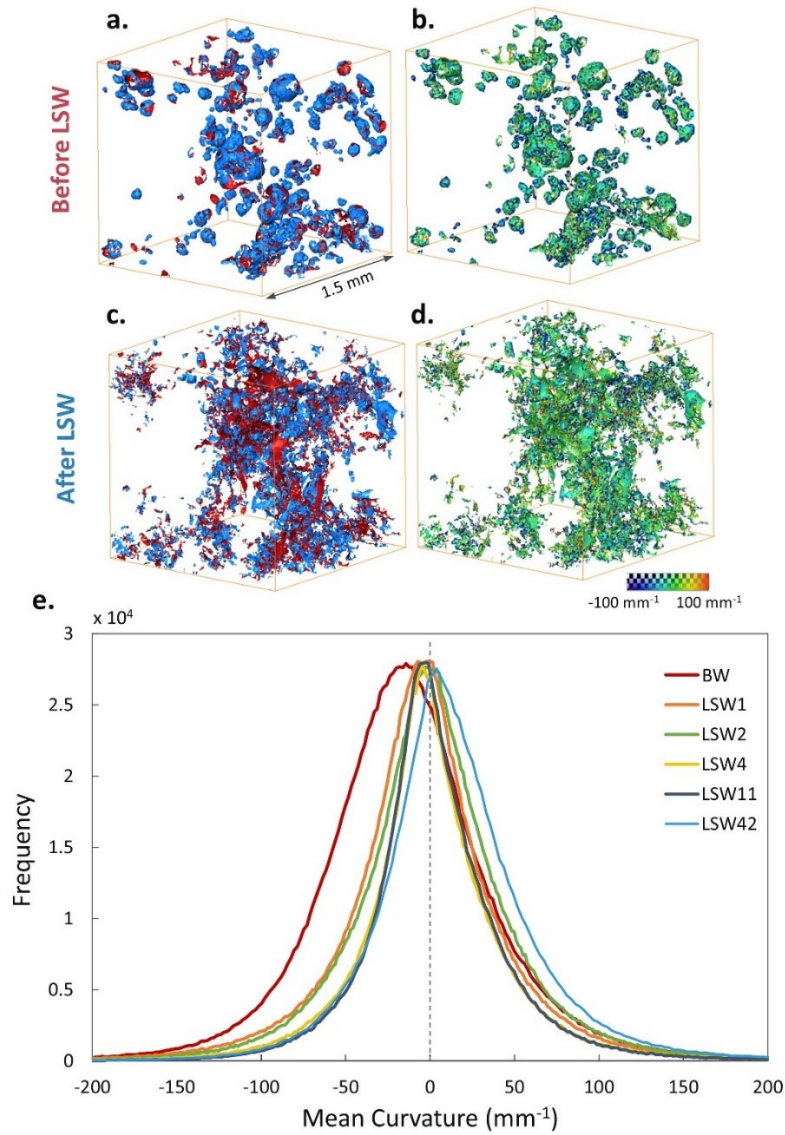 a.
b.
Before LSW
1.5 mm
c.
d.
After LSW
-100 mm⁻¹ 100 mm⁻¹
e.
x 10⁴
3
2.5
2
1.5
1
0.5
0
Frequency
BW
LSW1
LSW2
LSW4
LSW11
LSW42
-200 -150 -100 -50 0 50 100 150 200
Mean Curvature (mm⁻¹)